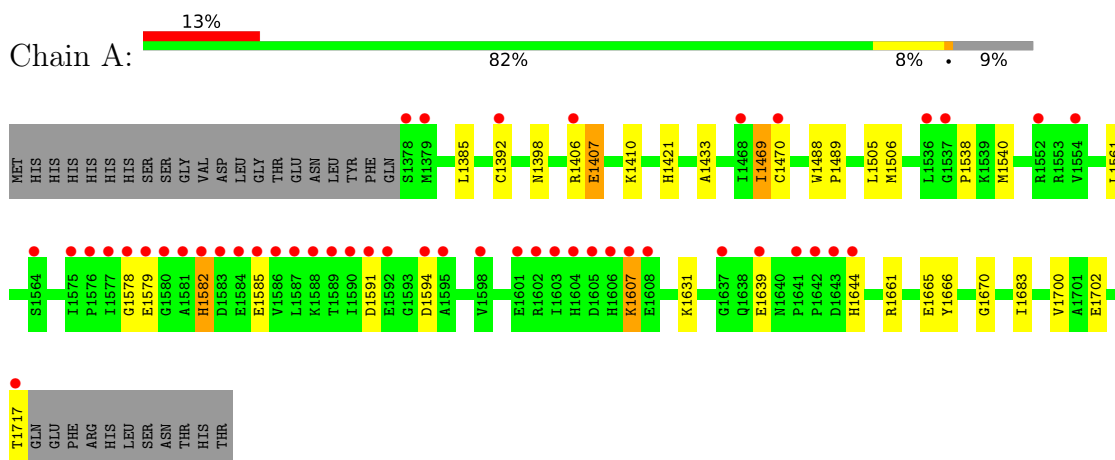 13%
Chain A:
82% 8% • 9%
MET HIS HIS HIS HIS HIS HIS SER SER GLY VAL ASP LEU GLY THR GLU ASN LEU TYR PHE GLN S1378 M1379 L1385 C1392 N1398 R1406 E1407 K1410 H1421 A1433 I1468 I1469 C1470 W1488 P1489 L1505 M1506 L1536 G1537 P1538 K1539 M1540 R1552 R1553 V1554 L1561
S1564 I1575 P1576 I1577 G1578 E1579 G1580 A1581 H1582 D1583 E1584 E1585 V1586 L1587 K1588 T1589 I1590 D1591 E1592 G1593 D1594 A1595 V1598 E1601 R1602 I1603 H1604 D1605 H1606 K1607 E1608 K1631 G1637 Q1638 E1639 N1640 P1641 P1642 D1643 H1644 R1661 E1665 Y1666 G1670 I1683 V1700 A1701 E1702
T1717 GLN GLU PHE ARG HIS LEU SER ASN THR HIS THR